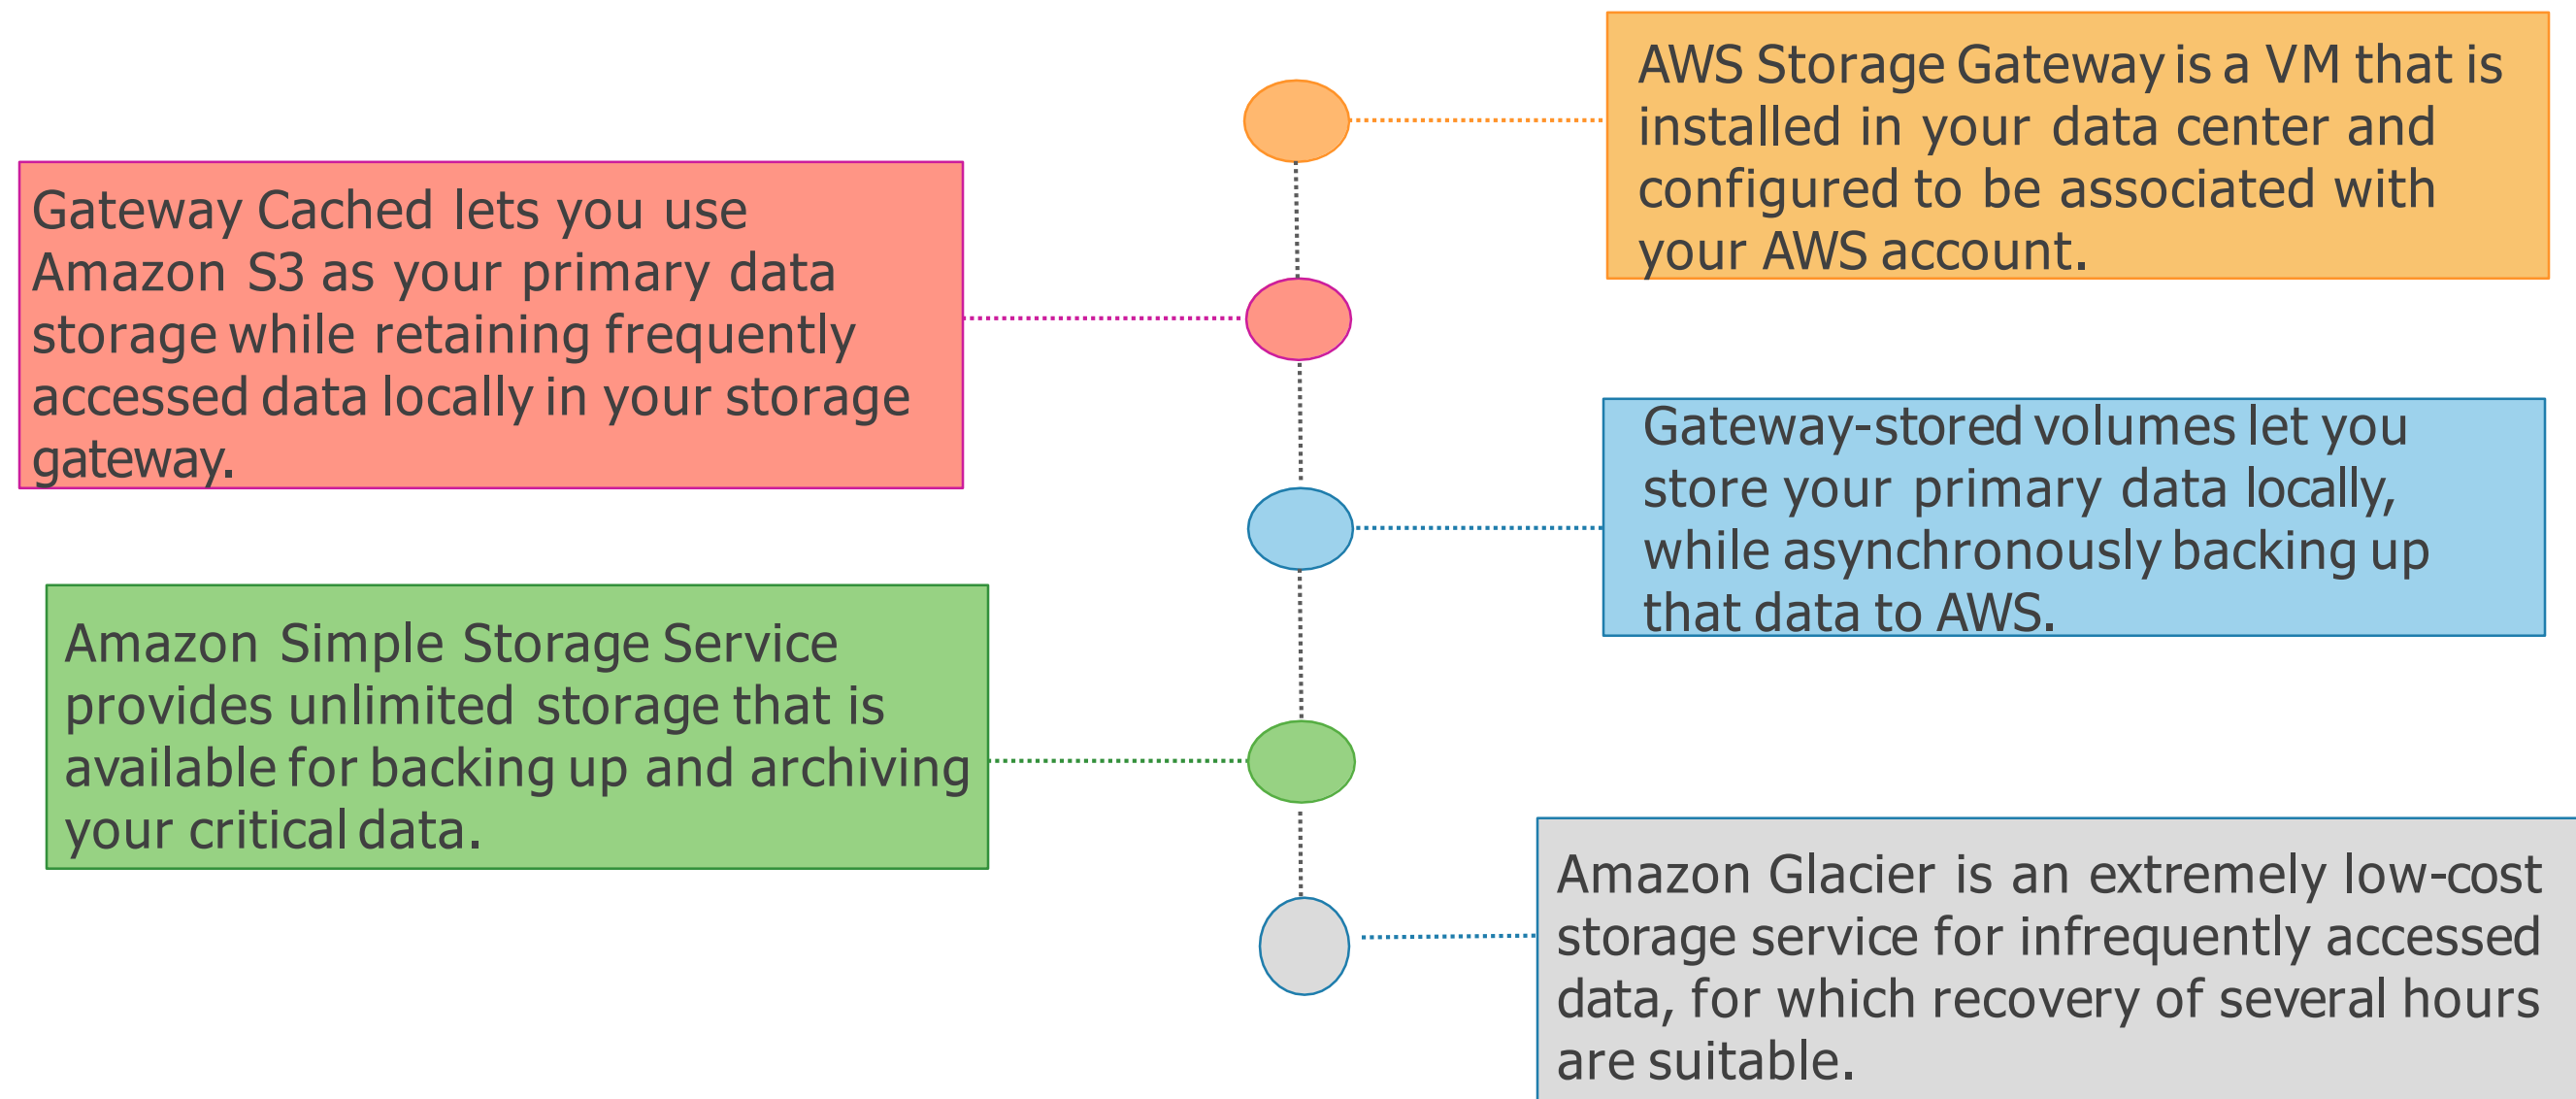 AWS Storage Gateway is a VM that is
installed in your data center and
configured to be associated with
your AWS account.
Gateway Cached lets you use
Amazon S3 as your primary data
storage while retaining frequently
accessed data locally in your storage
gateway.
Gateway-stored volumes let you
store your primary data locally,
while asynchronously backing up
that data to AWS.
Amazon Simple Storage Service
provides unlimited storage that is
available for backing up and archiving
your critical data.
Amazon Glacier is an extremely low-cost
storage service for infrequently accessed
data, for which recovery of several hours
are suitable.